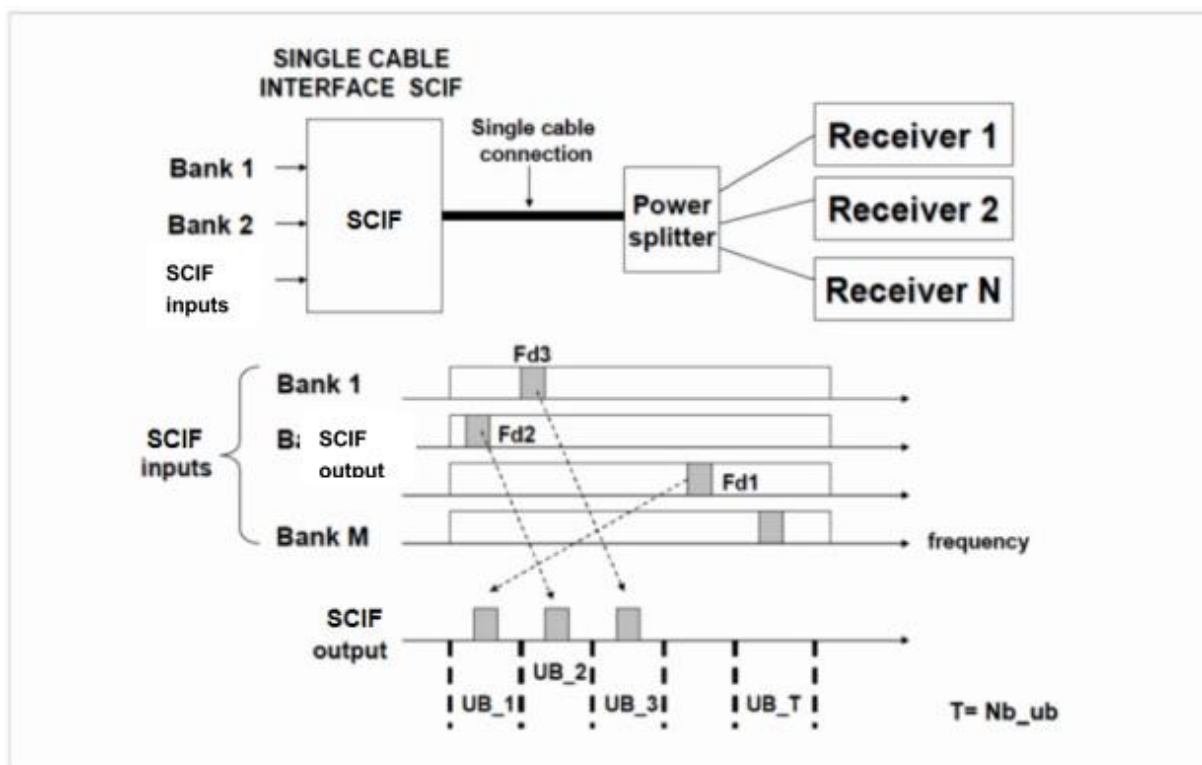 SINGLE CABLE
INTERFACE SCIF
Single cable
connection
Bank 1
Bank 2
SCIF
inputs
SCIF
Power
splitter
Receiver 1
Receiver 2
Receiver N
SCIF
inputs
Bank 1
Fd3
Ba
SCIF
output
Fd2
Fd1
Bank M
frequency
SCIF
output
UB_1
UB_2
UB_3
UB_T
T= Nb_ub